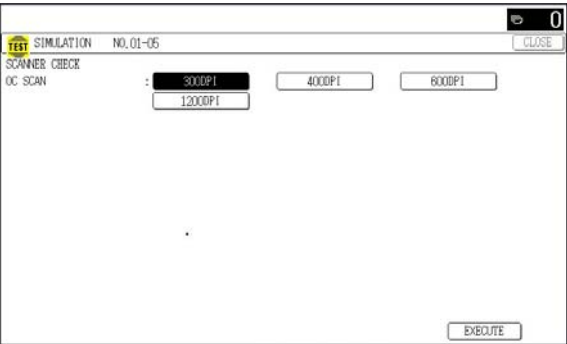 0
TEST SIMULATION NO.01-05 CLOSE
SCANNER CHECK
OC SCAN : 300DPI 400DPI 600DPI
1200DPI
EXECUTE